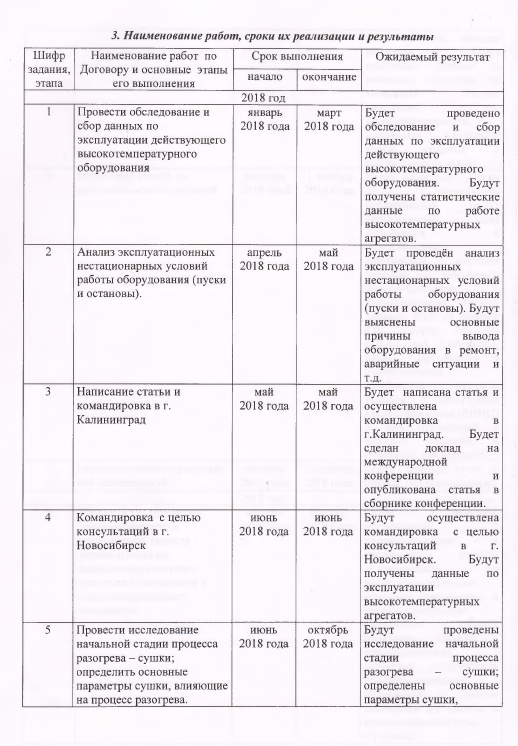 3. Наименование работ, сроки их реализации и результаты
Шифр задания, этапа
Наименование работ по Договору и основные этапы его выполнения
Срок выполнения
начало
окончание
Ожидаемый результат
2018 год
1
Провести обследование и
сбор данных по
эксплуатации действующего
высокотемпературного
оборудования
январь
2018 года
март
2018 года
Будет проведено
обследование и сбор
данных по эксплуатации
действующего
высокотемпературного
оборудования. Будут
получены статистические
данные по работе
высокотемпературных
агрегатов.
2
Анализ эксплуатационных
нестационарных условий
работы оборудования (пуски
и остановы).
апрель
2018 года
май
2018 года
Будет проведён анализ
эксплуатационных
нестационарных условий
работы оборудования
(пуски и остановы). Будут
выяснены основные
причины вывода
оборудования в ремонт,
аварийные ситуации и
т.д.
3
Написание статьи и
командировка в г.
Калининград
май
2018 года
май
2018 года
Будет написана статья и
осуществлена
командировка в
г.Калининград. Будет
сделан доклад на
международной
конференции и
опубликована статья в
сборнике конференции.
4
Командировка с целью
консультаций в г.
Новосибирск
июнь
2018 года
июнь
2018 года
Будут осуществлена
командировка с целью
консультаций в г.
Новосибирск. Будут
получены данные по
эксплуатации
высокотемпературных
агрегатов.
5
Провести исследование
начальной стадии процесса
разогрева – сушки;
определить основные
параметры сушки, влияющие
на процесс разогрева.
июнь
2018 года
октябрь
2018 года
Будут проведены
исследование начальной
стадии процесса
разогрева – сушки;
определены основные
параметры сушки,